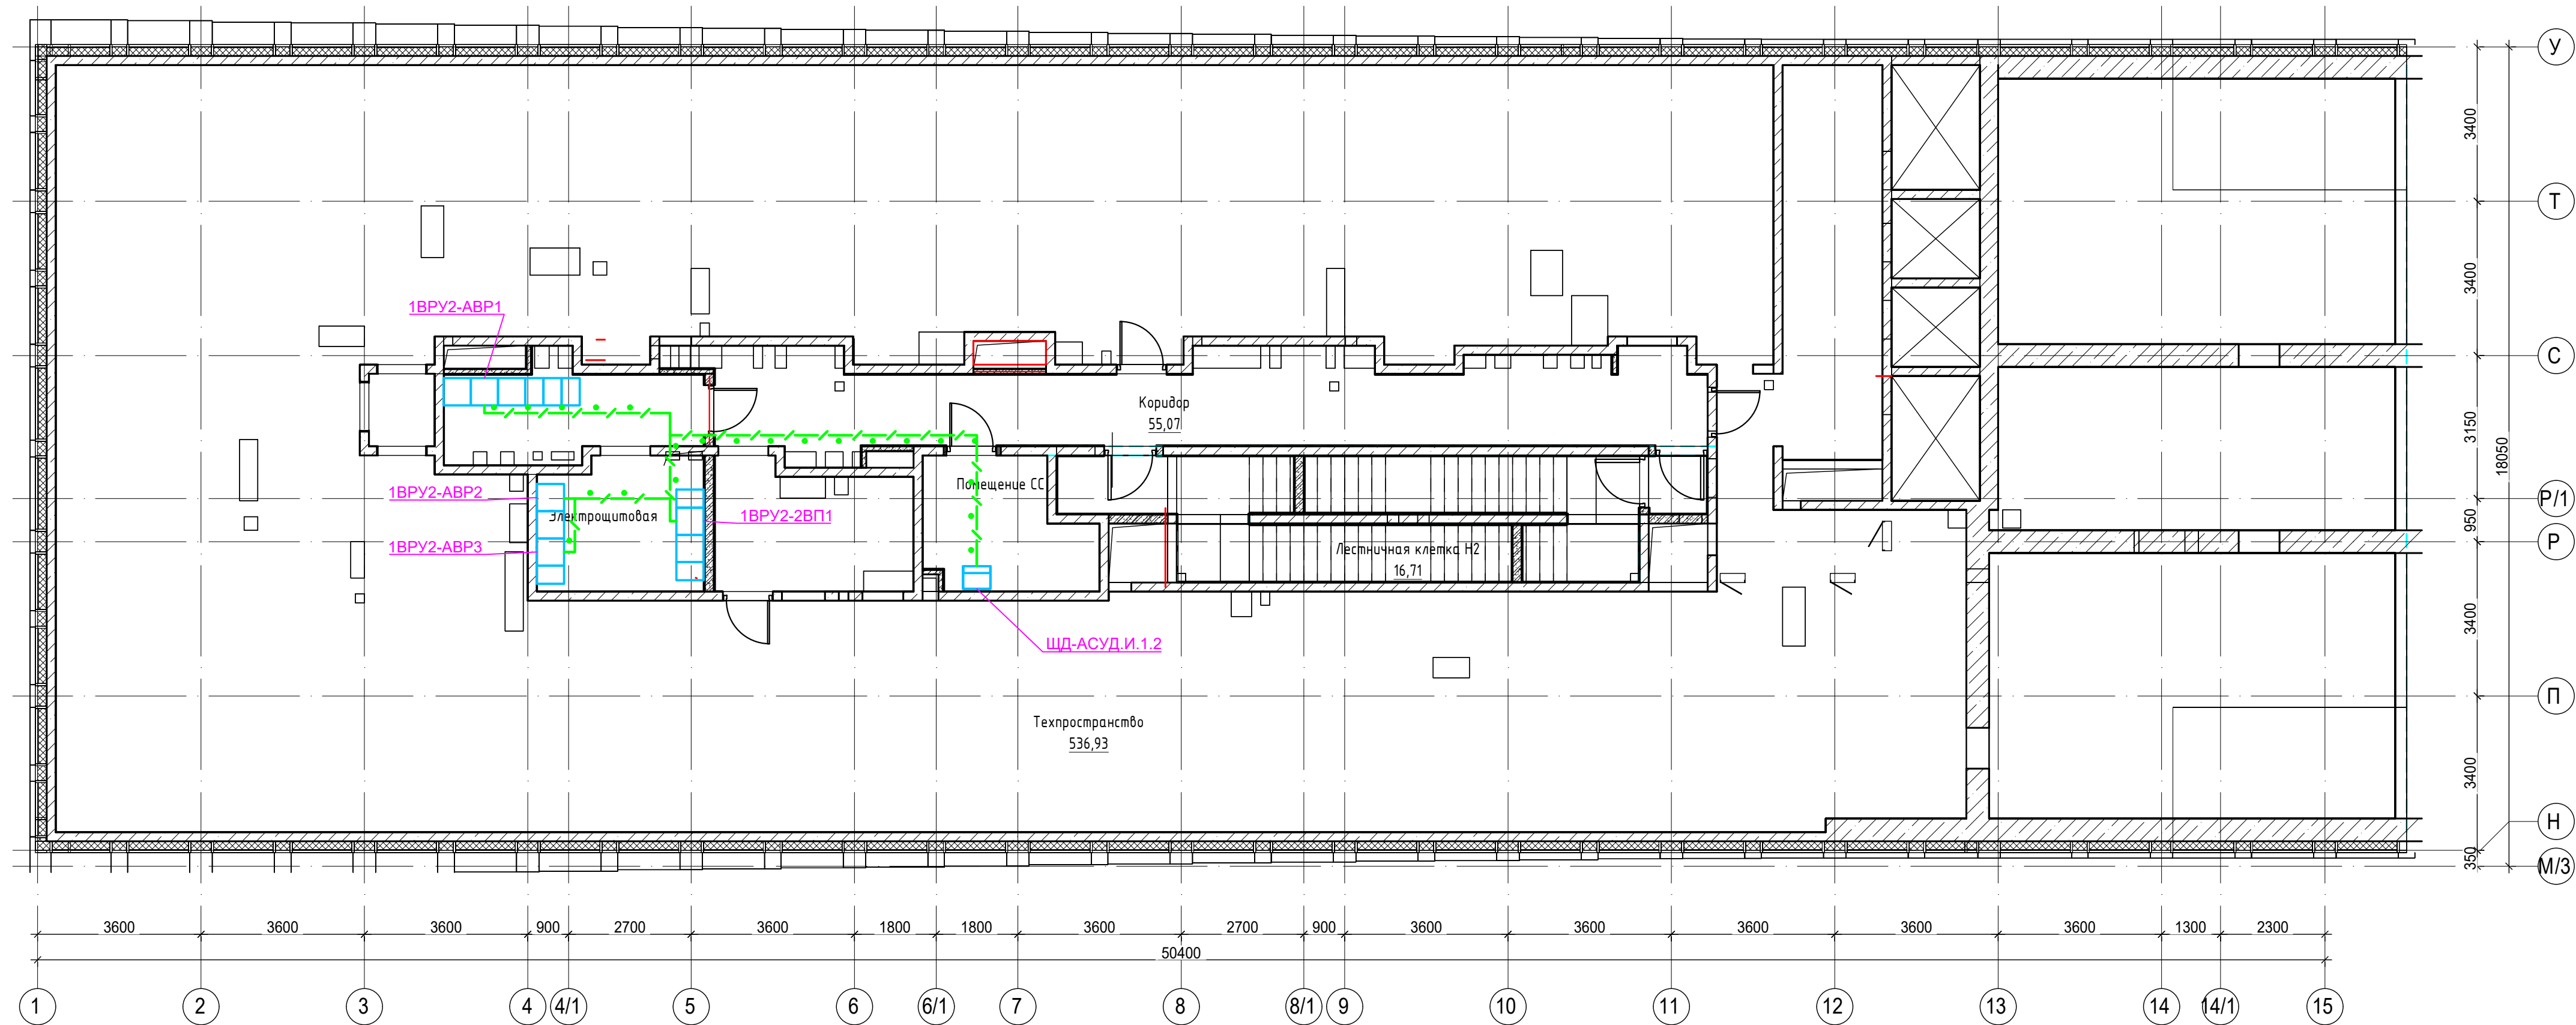 У
3400
Т
3400
1ВРУ2-АВР1
С
Коридор
55,07
3150
18050
Помещение СС
1ВРУ2-АВР2
Электрощитовая
1ВРУ2-2ВП1
Р/1
950
1ВРУ2-АВР3
Лестничная клетка Н2
16,71
Р
3400
ЩД-АСУД.И.1.2
П
Техпространство
536,93
3400
Н
350
М/3
3600 3600 3600 900 2700 3600 1800 1800 3600 2700 900 3600 3600 3600 3600 3600 1300 2300
50400
1 2 3 4 4/1 5 6 6/1 7 8 8/1 9 10 11 12 13 14 14/1 15